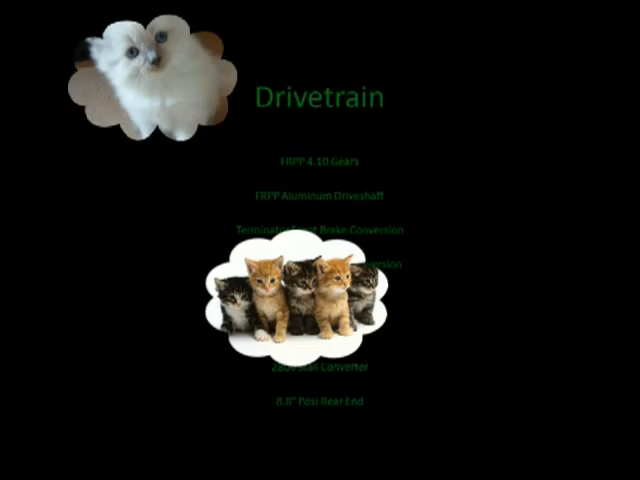 Drivetrain
FRPP 4.10 Gears
FRPP Aluminum Driveshaft
Terminator Front Brake Conversion
2800 Stall Converter
8.8" Posi Rear End